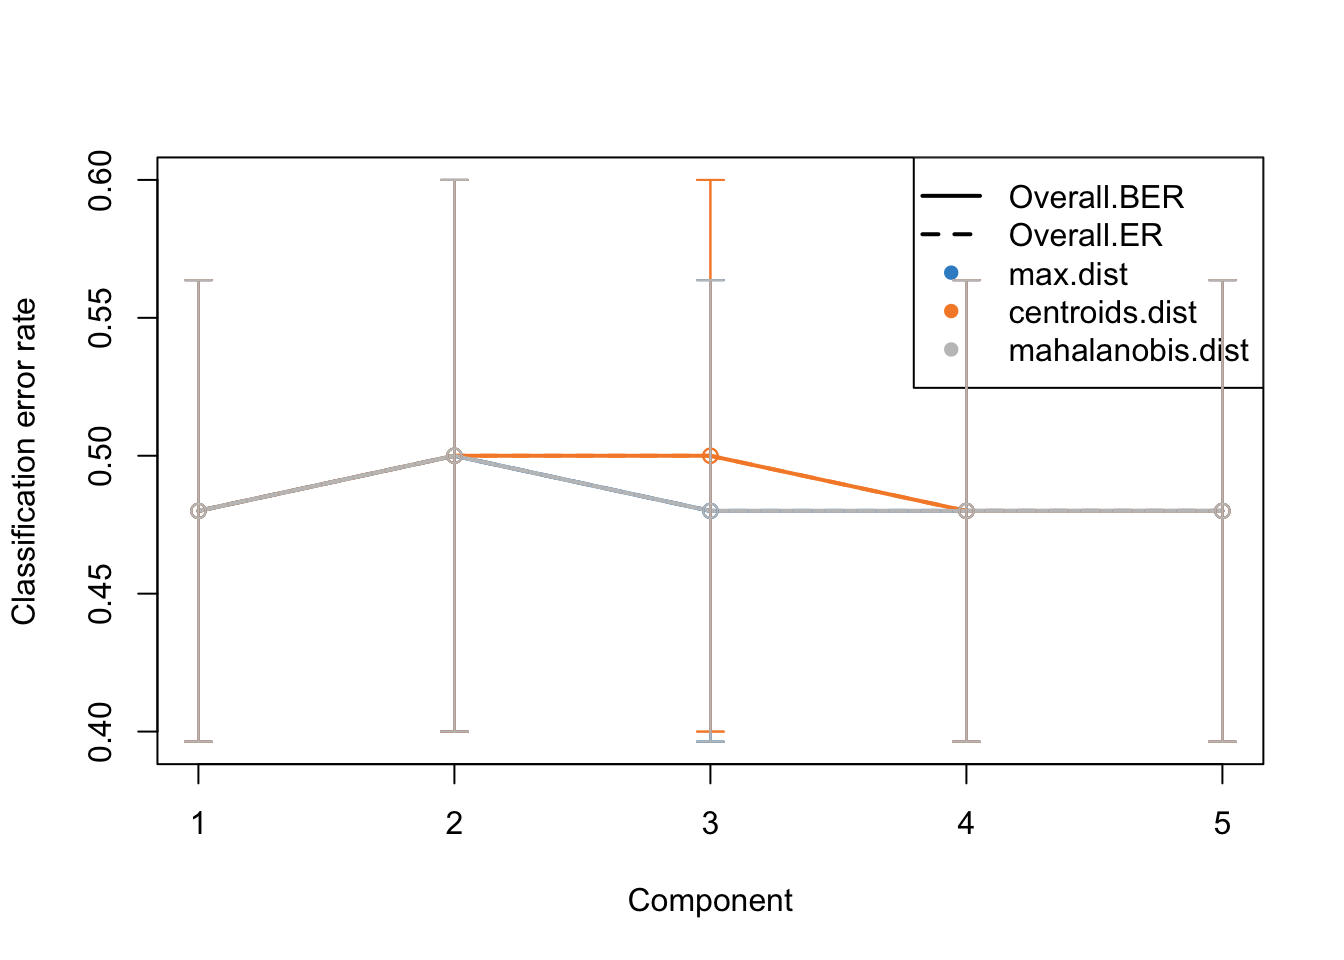 0.60
0.55
0.50
0.45
0.40
Classification error rate
Overall.BER
Overall.ER
max.dist
centroids.dist
mahalanobis.dist
1 2 3 4 5
Component